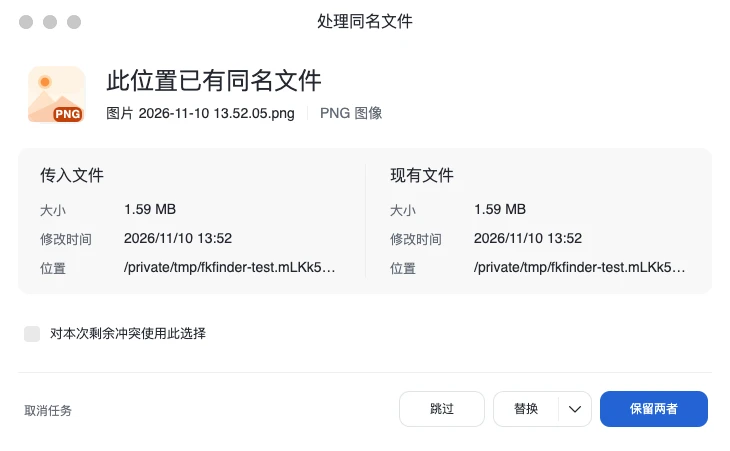 处理同名文件
PNG
此位置已有同名文件
图片 2026-11-10 13.52.05.png
PNG 图像
传入文件
大小 1.59 MB
修改时间 2026/11/10 13:52
位置 /private/tmp/fkfinder-test.mLKk5…
现有文件
大小 1.59 MB
修改时间 2026/11/10 13:52
位置 /private/tmp/fkfinder-test.mLKk5…
对本次剩余冲突使用此选择
取消任务
跳过
替换
保留两者